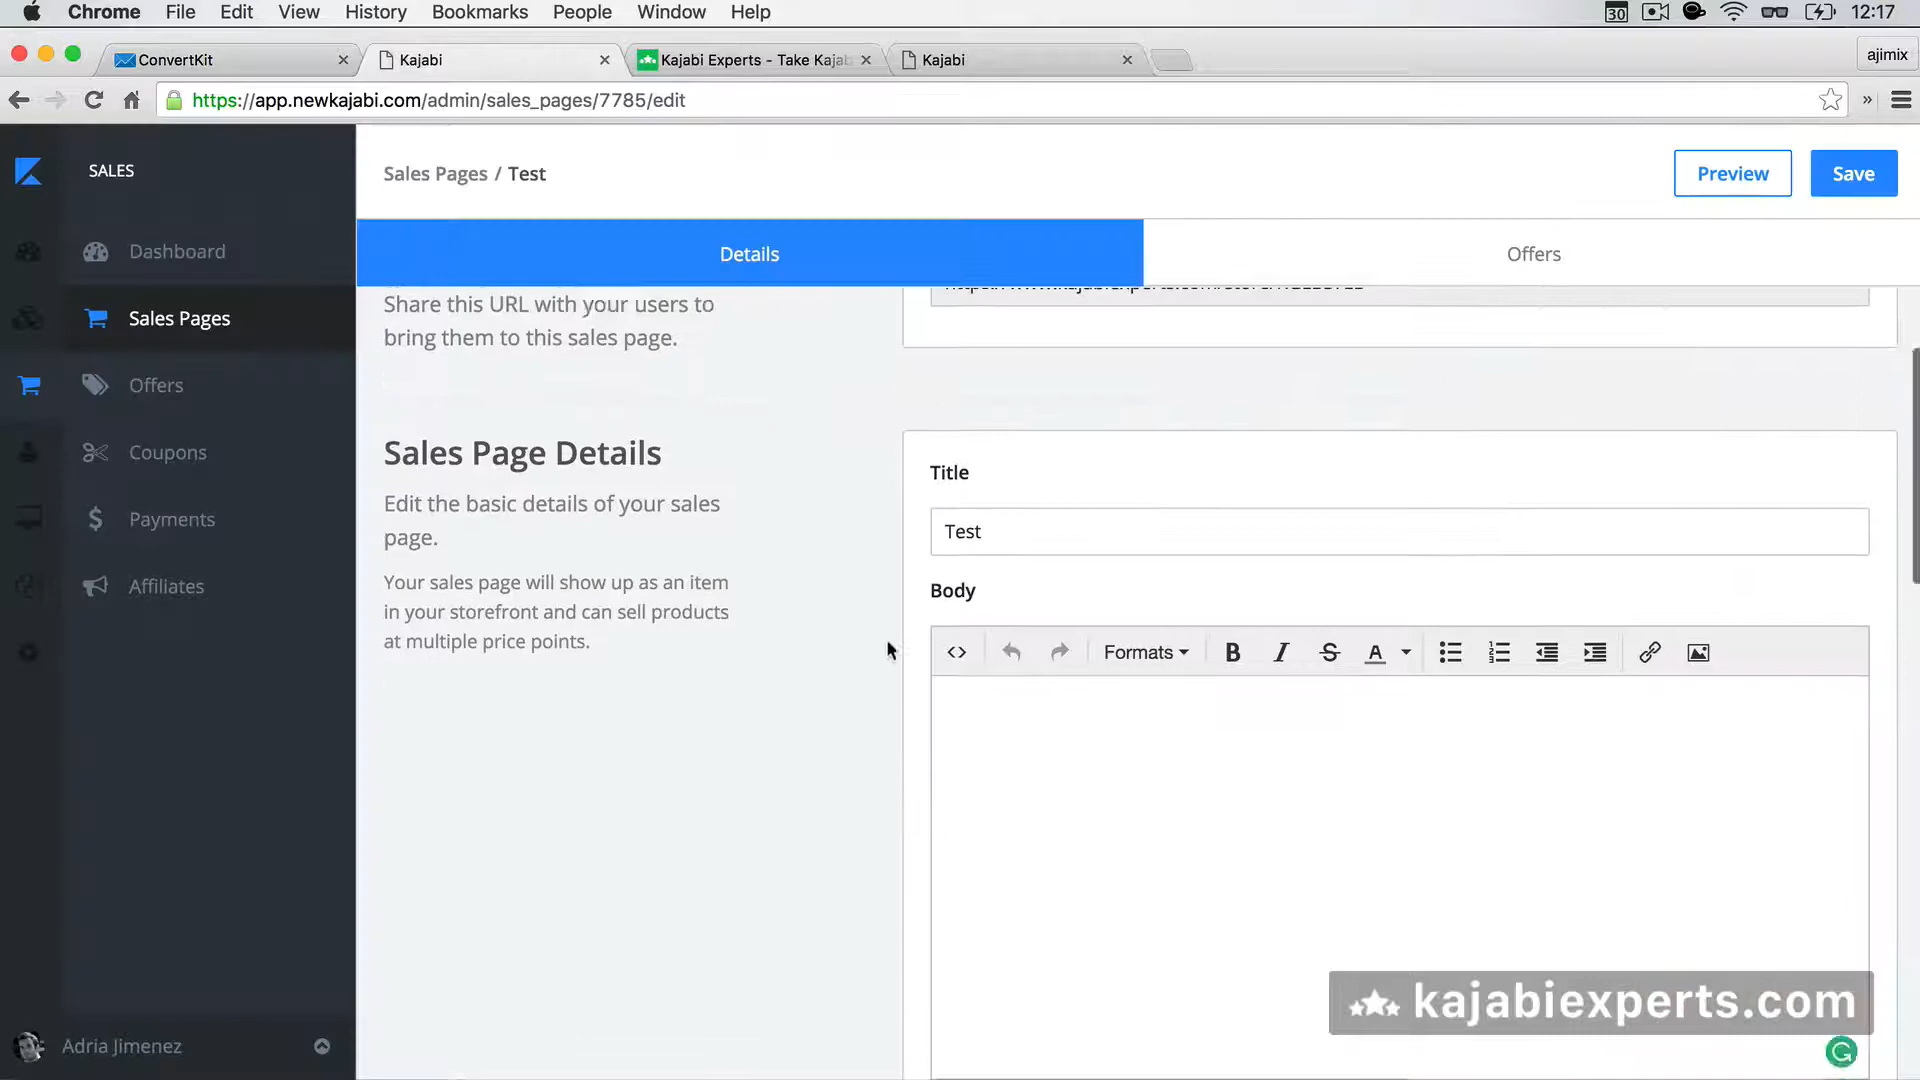 Chrome File Edit View History Bookmarks People Window Help 30 12:17
ConvertKit Kajabi Kajabi Experts - Take Kajab Kajabi ajimix
https://app.newkajabi.com/admin/sales_pages/7785/edit »
SALES
Sales Pages / Test
Preview Save
Dashboard
Sales Pages
Offers
Coupons
Payments
Affiliates
Adria Jimenez
Details Offers
Share this URL with your users to
bring them to this sales page.
Sales Page Details
Edit the basic details of your sales
page.
Your sales page will show up as an item
in your storefront and can sell products
at multiple price points.
Title
Test
Body
<> Formats B I S A
kajabiexperts.com